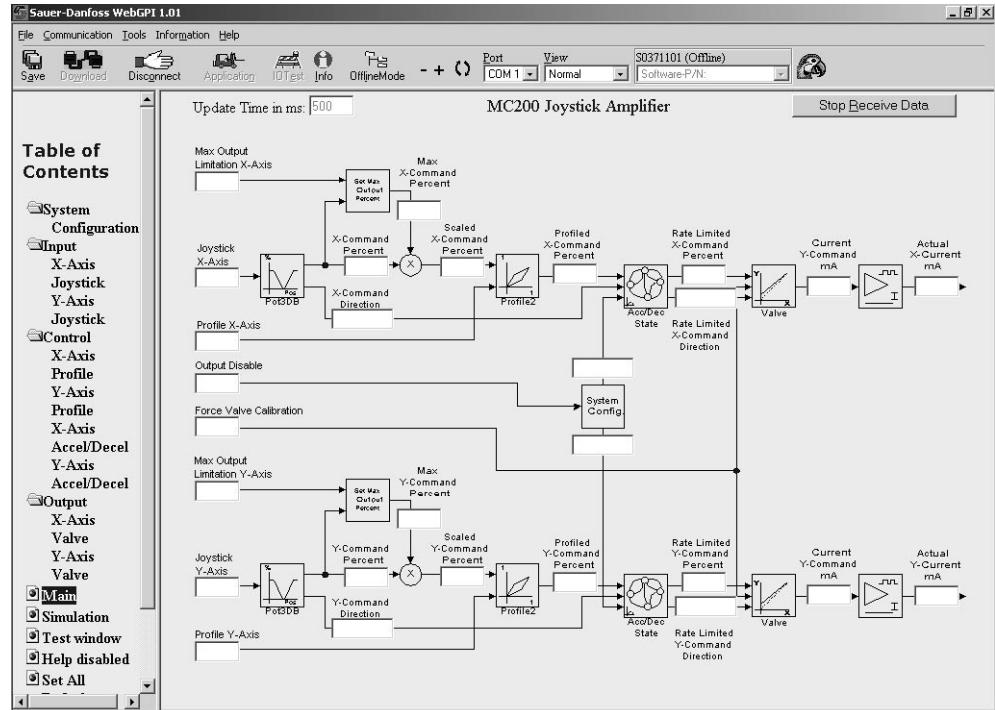 Sauer-Danfoss WebGPI 1.01
File Communication Tools Information Help
Save Download Disconnect Application IOTest Info OfflineMode - + Port View S0371101 (Offline)
COM 1 Normal Software-P/N:
Update Time in ms: 500 MC200 Joystick Amplifier Stop Receive Data
Table of
Contents
System
Configuration
Input
X-Axis
Joystick
Y-Axis
Joystick
Control
X-Axis
Profile
Y-Axis
Profile
X-Axis
Accel/Decel
Y-Axis
Accel/Decel
Output
X-Axis
Valve
Y-Axis
Valve
Main
Simulation
Test window
Help disabled
Set All
Max Output
Limitation X-Axis
Set Max
Output
Percent
Max
X-Command
Percent
Joystick
X-Axis
%
Pos
Pot3DB
X-Command
Percent
X
Scaled
X-Command
Percent
X-Command
Direction
1
1
Profile2
Profiled
X-Command
Percent
Acc/Dec
State
Rate Limited
X-Command
Percent
Rate Limited
X-Command
Direction
Y
X
Valve
Current
Y-Command
mA
I
Actual
X-Current
mA
Profile X-Axis
Output Disable
System
Config.
Force Valve Calibration
Max Output
Limitation Y-Axis
Set Max
Output
Percent
Max
Y-Command
Percent
Joystick
Y-Axis
%
Pos
Pot3DB
Y-Command
Percent
X
Scaled
Y-Command
Percent
Y-Command
Direction
1
1
Profile2
Profiled
Y-Command
Percent
Acc/Dec
State
Rate Limited
Y-Command
Percent
Rate Limited
Y-Command
Direction
Y
X
Valve
Current
Y-Command
mA
I
Actual
Y-Current
mA
Profile Y-Axis